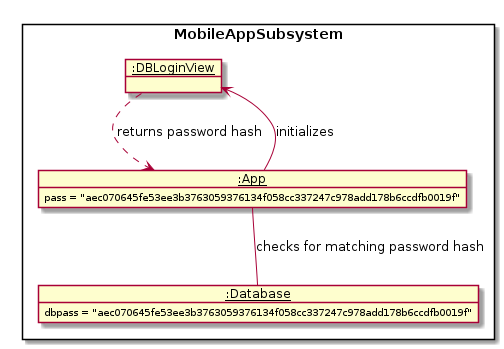 MobileAppSubsystem
:DBLoginView
returns password hash
initializes
:App
pass = "aec070645fe53ee3b3763059376134f058cc337247c978add178b6ccdfb0019f"
checks for matching password hash
:Database
dbpass = "aec070645fe53ee3b3763059376134f058cc337247c978add178b6ccdfb0019f"